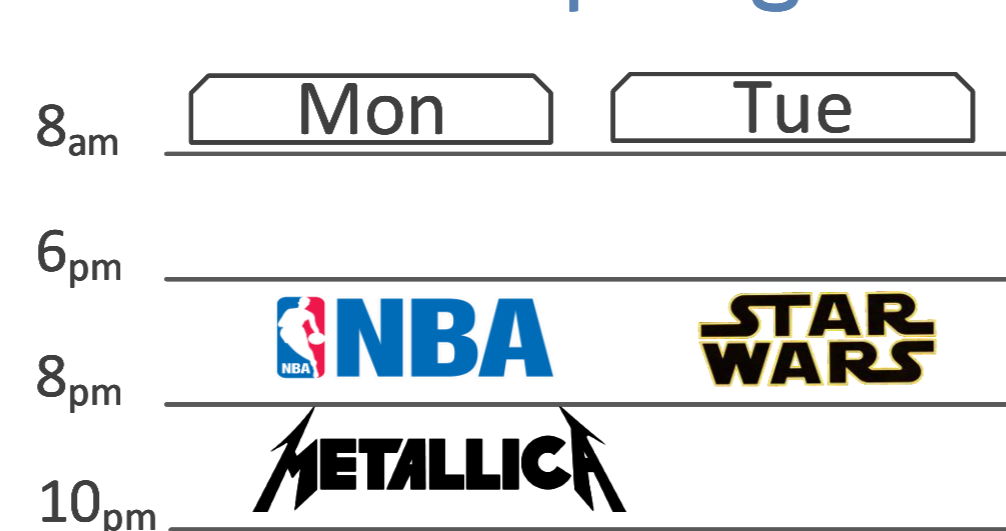 Mon Tue
8am
6pm
NBA NBA STAR
WARS
8pm
METALLICA
10pm